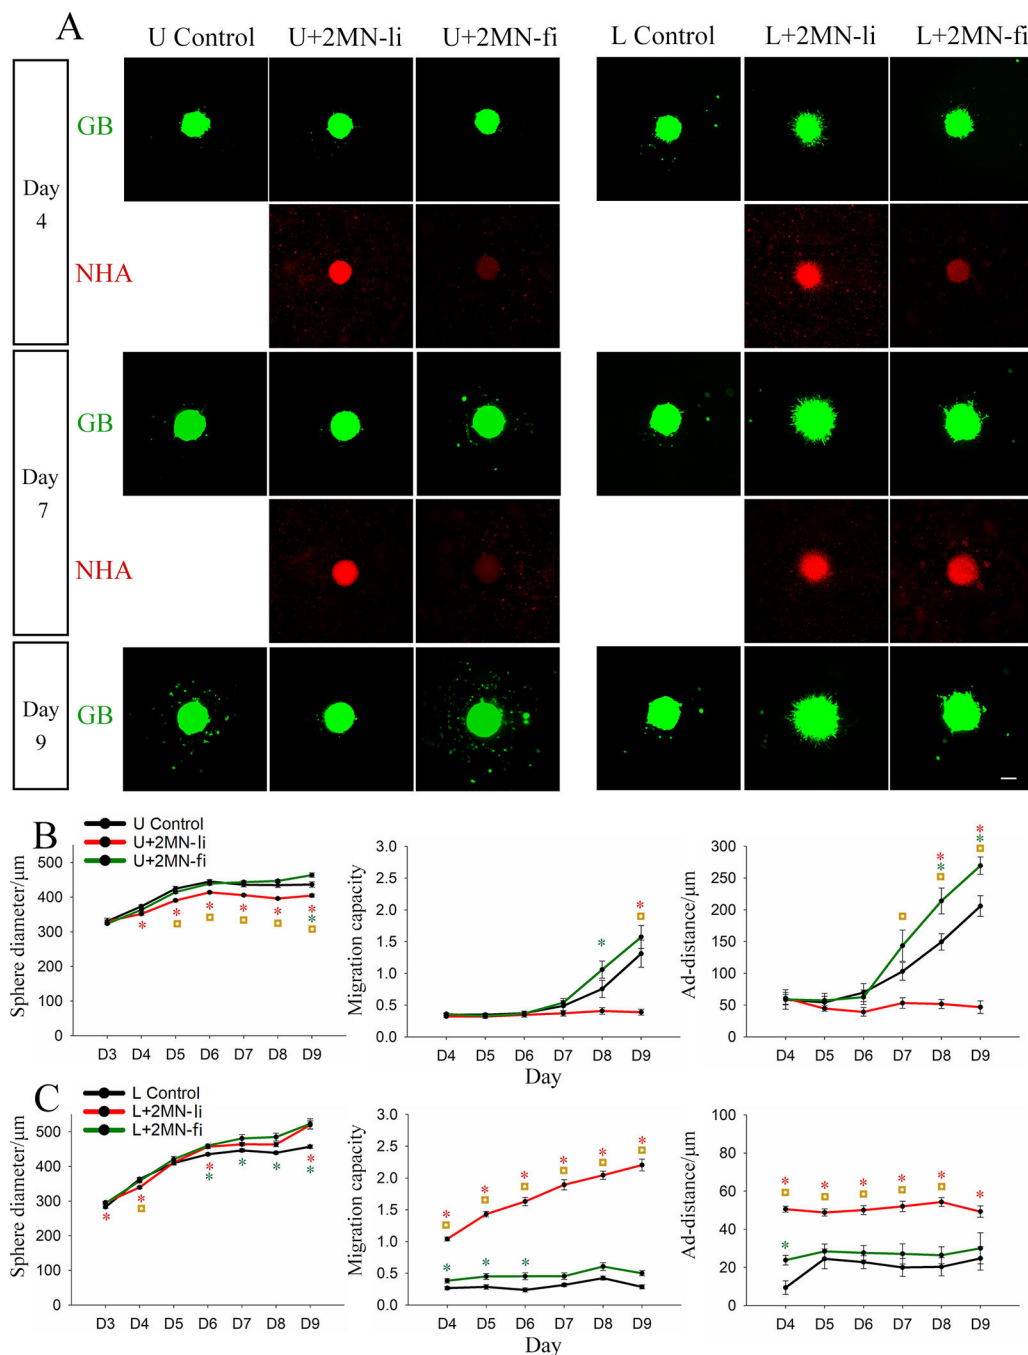 A
U Control U+2MN-li U+2MN-fi L Control L+2MN-li L+2MN-fi
Day
4
GB
NHA
Day
7
GB
NHA
Day
9
GB
B
U Control
U+2MN-li
U+2MN-fi
Sphere diameter/µm
500
400
300
200
100
0
D3 D4 D5 D6 D7 D8 D9
Migration capacity
3.0
2.5
2.0
1.5
1.0
0.5
0.0
D4 D5 D6 D7 D8 D9
Day
Ad-distance/µm
300
250
200
150
100
50
0
D4 D5 D6 D7 D8 D9
C
L Control
L+2MN-li
L+2MN-fi
Sphere diameter/µm
500
400
300
200
100
0
D3 D4 D5 D6 D7 D8 D9
Migration capacity
3.0
2.5
2.0
1.5
1.0
0.5
0.0
D4 D5 D6 D7 D8 D9
Day
Ad-distance/µm
100
80
60
40
20
0
D4 D5 D6 D7 D8 D9